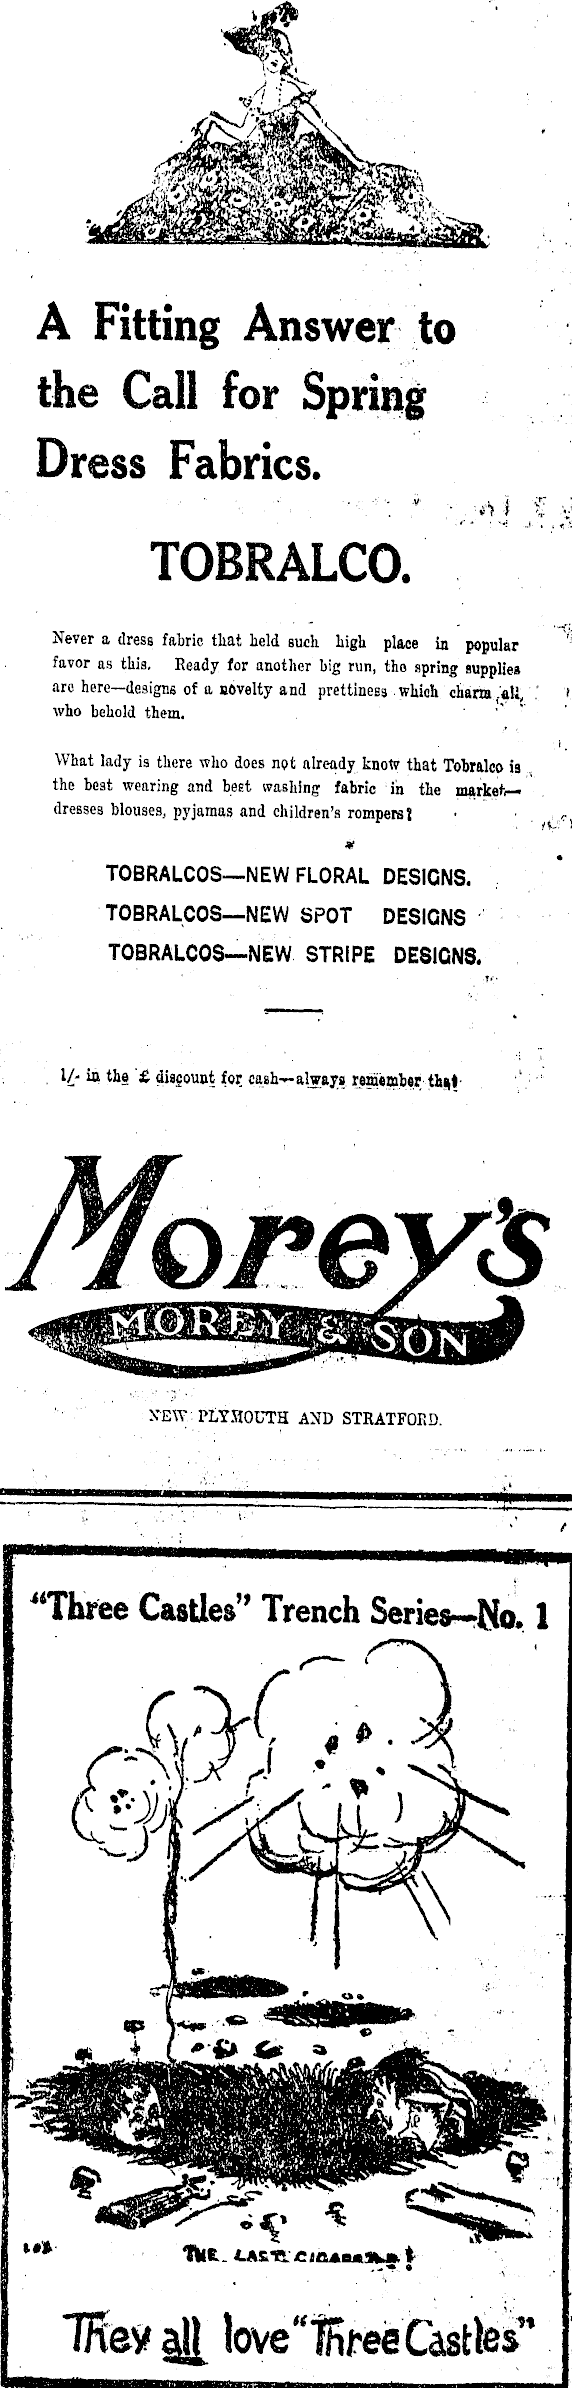 A Fitting Answer to
the Call for Spring
Dress Fabrics.
TOBRALCO.
Never a dress fabric that held such high place in popular
favor as this. Ready for another big run, the spring supplies
are here—designs of a novelty and prettiness which charm all,
who behold them.
What lady is there who does not already know that Tobralco is
the best wearing and best washing fabric in the market—
dresses blouses, pyjamas and children's rompers?
TOBRALCOS—NEW FLORAL DESIGNS.
TOBRALCOS—NEW SPOT DESIGNS
TOBRALCOS—NEW STRIPE DESIGNS.
1/- in the £ discount for cash—always remember that
Morey's
MOREY & SON
NEW PLYMOUTH AND STRATFORD.
"Three Castles" Trench Series—No. 1
THE LAST CIGARETTE!
They all love "Three Castles"